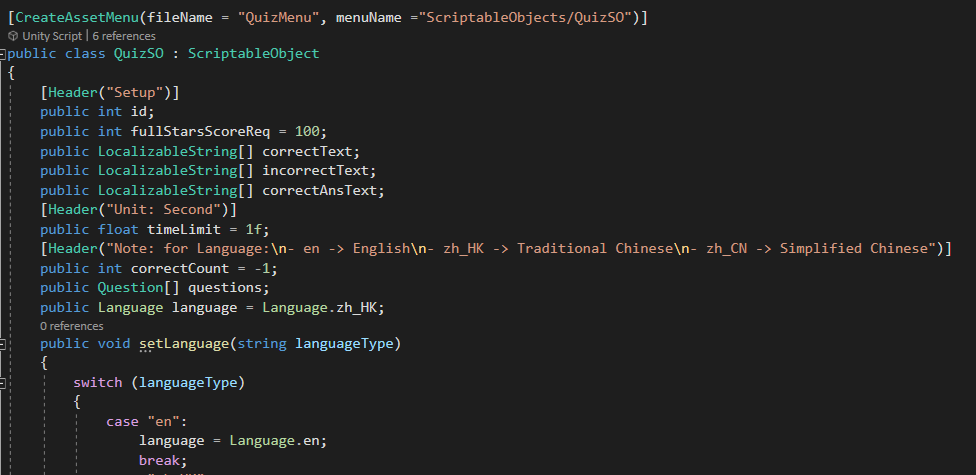 [CreateAssetMenu(fileName = "QuizMenu", menuName ="ScriptableObjects/QuizSO")]
Unity Script | 6 references
public class QuizSO : ScriptableObject
{
[Header("Setup")]
public int id;
public int fullStarsScoreReq = 100;
public LocalizableString[] correctText;
public LocalizableString[] incorrectText;
public LocalizableString[] correctAnsText;
[Header("Unit: Second")]
public float timeLimit = 1f;
[Header("Note: for Language:\n- en -> English\n- zh_HK -> Traditional Chinese\n- zh_CN -> Simplified Chinese")]
public int correctCount = -1;
public Question[] questions;
public Language language = Language.zh_HK;
0 references
public void setLanguage(string languageType)
{
switch (languageType)
{
case "en":
language = Language.en;
break;